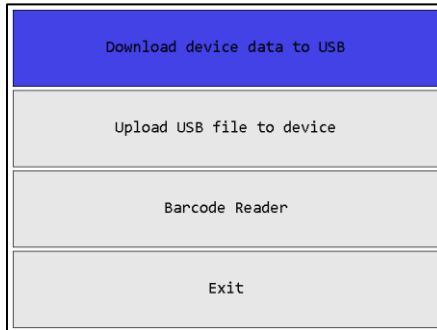 Download device data to USB
Upload USB file to device
Barcode Reader
Exit